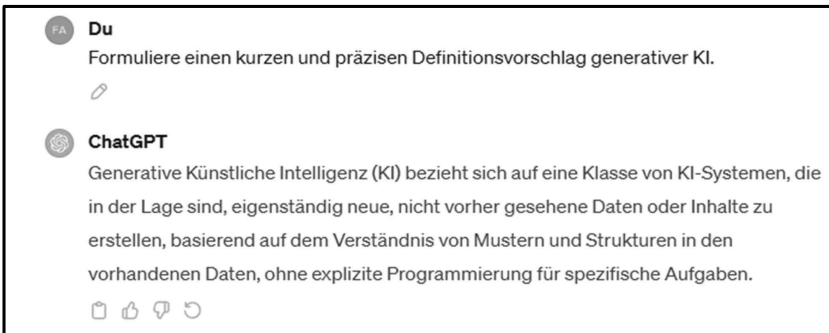 FA Du
Formuliere einen kurzen und präzisen Definitionsvorschlag generativer KI.
ChatGPT
Generative Künstliche Intelligenz (KI) bezieht sich auf eine Klasse von KI-Systemen, die
in der Lage sind, eigenständig neue, nicht vorher gesehene Daten oder Inhalte zu
erstellen, basierend auf dem Verständnis von Mustern und Strukturen in den
vorhandenen Daten, ohne explizite Programmierung für spezifische Aufgaben.